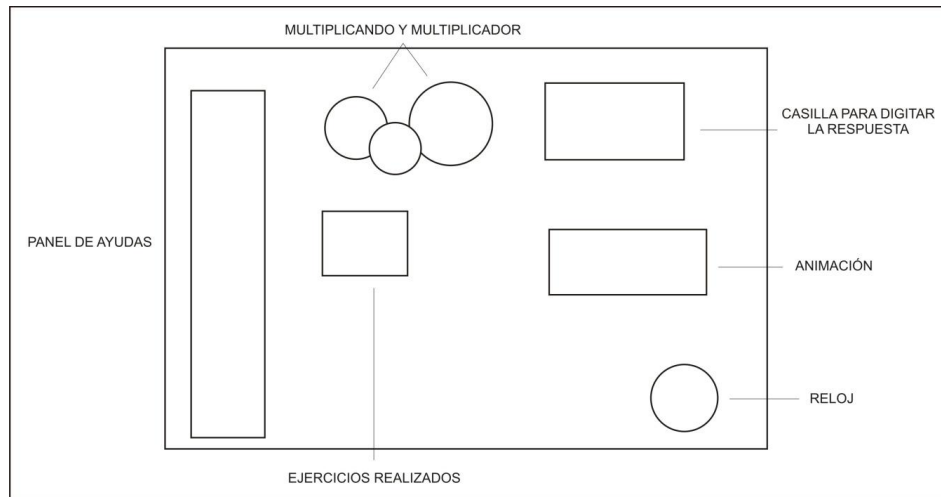 MULTIPLICANDO Y MULTIPLICADOR
CASILLA PARA DIGITAR
LA RESPUESTA
PANEL DE AYUDAS
ANIMACIÓN
RELOJ
EJERCICIOS REALIZADOS